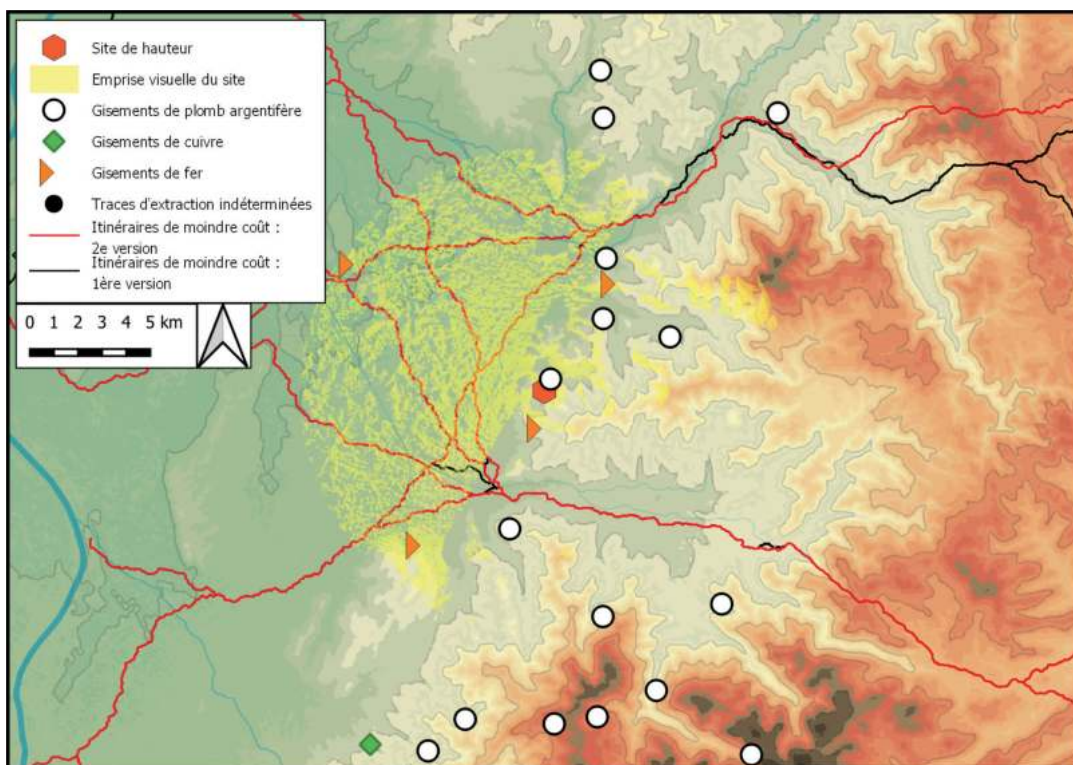 Site de hauteur
Emprise visuelle du site
Gisements de plomb argentifère
Gisements de cuivre
Gisements de fer
Traces d'extraction indéterminées
Itinéraires de moindre coût :
2e version
Itinéraires de moindre coût :
1ère version
0 1 2 3 4 5 km